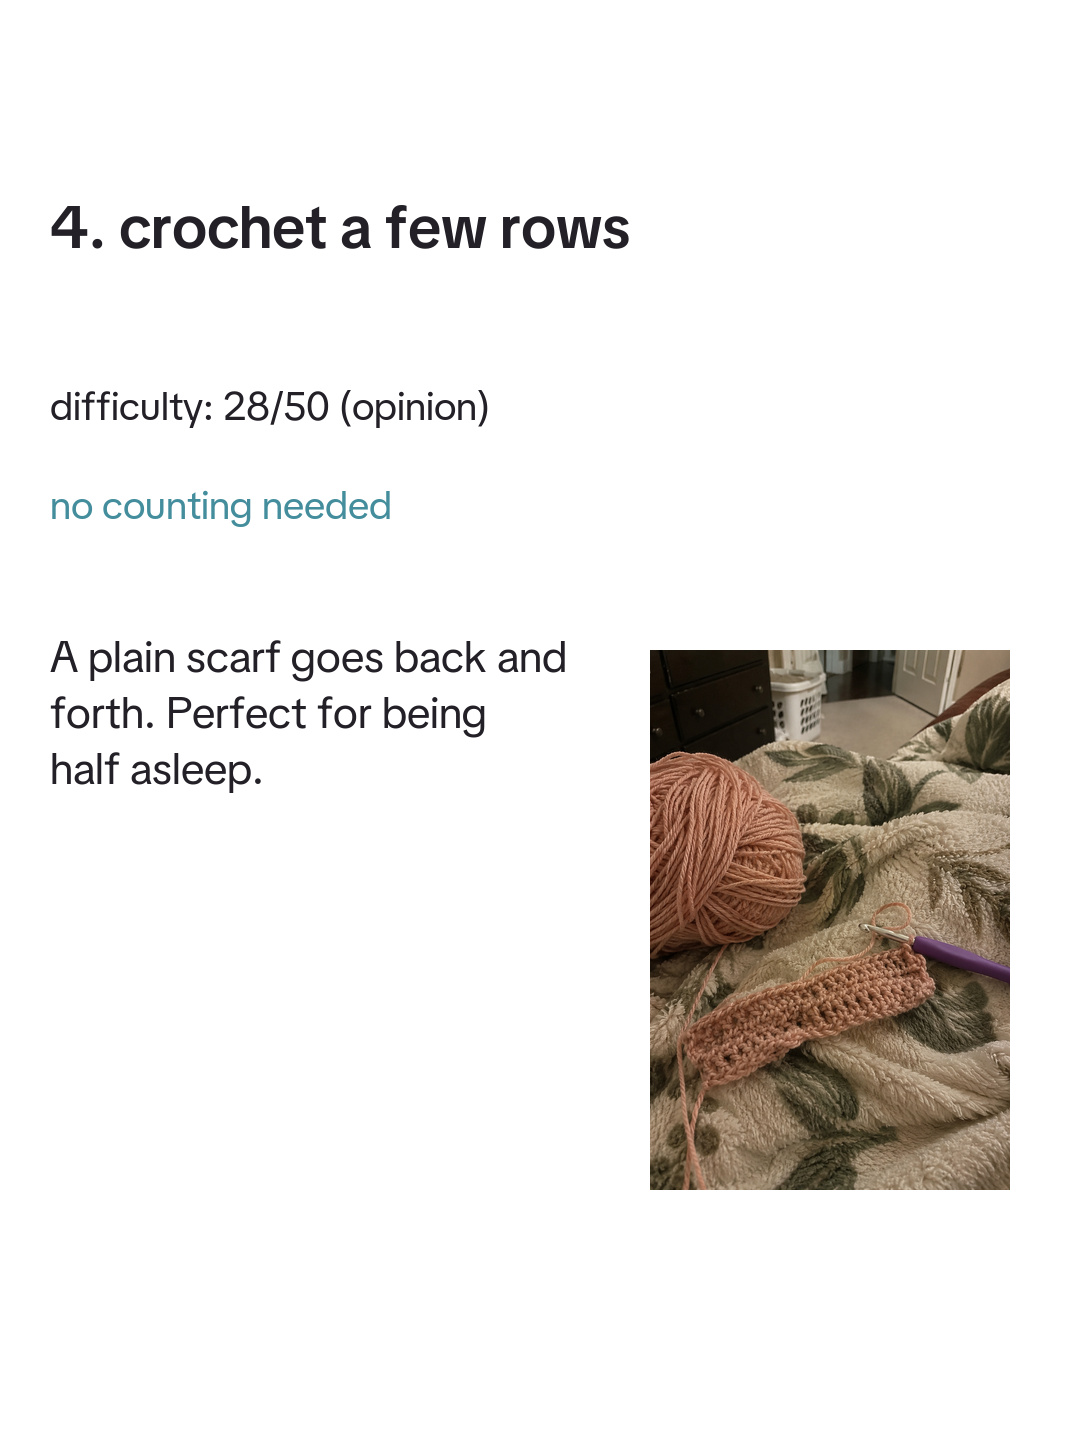 4. crochet a few rows
difficulty: 28/50 (opinion)
no counting needed
A plain scarf goes back and
forth. Perfect for being
half asleep.